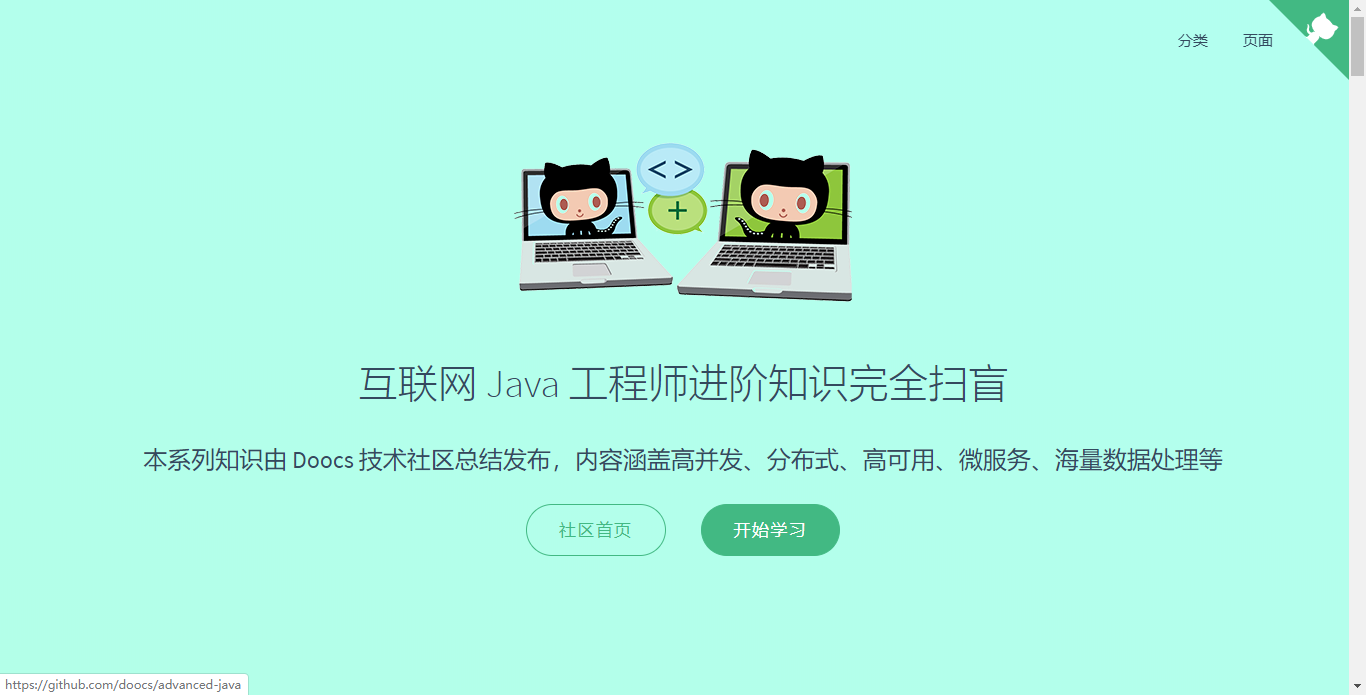 分类 页面
< >
+
互联网 Java 工程师进阶知识完全扫盲
本系列知识由 Doocs 技术社区总结发布，内容涵盖高并发、分布式、高可用、微服务、海量数据处理等
社区首页 开始学习
https://github.com/doocs/advanced-java